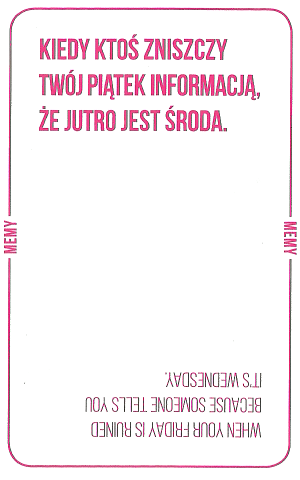 KIEDY KTOŚ ZNISZCZY
TWÓJ PIĄTEK INFORMACJĄ,
ŻE JUTRO JEST ŚRODA.
MEMY
MEMY
WHEN YOUR FRIDAY IS RUINED
BECAUSE SOMEONE TELLS YOU
IT'S WEDNESDAY.